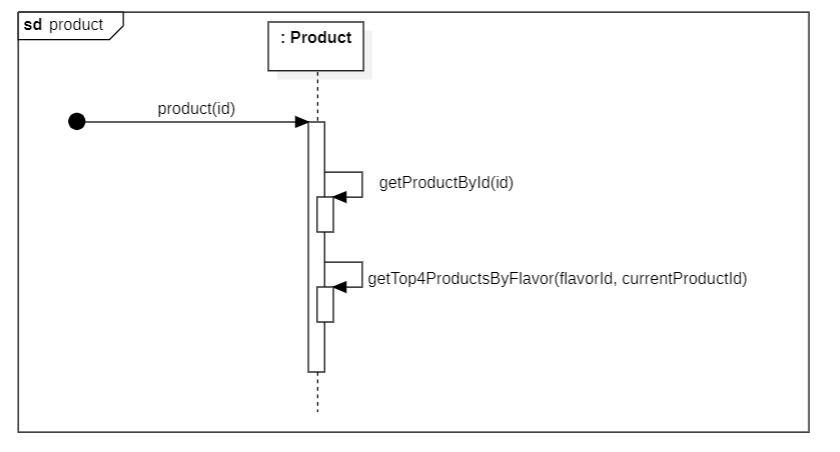 sd product
: Product
product(id)
getProductById(id)
getTop4ProductsByFlavor(flavorId, currentProductId)